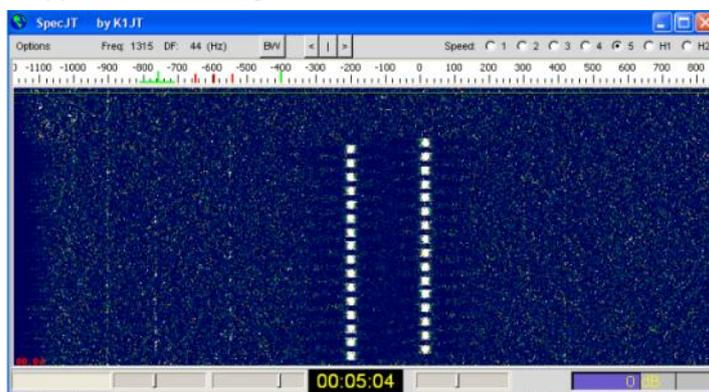 SpecJT by K1JT
Options Freq: 1315 DF: 44 (Hz) BW < | > Speed: 1 2 3 4 5 H1 H2
-1100 -1000 -900 -800 -700 -600 -500 -400 -300 -200 -100 0 100 200 300 400 500 600 700 800
00:05:04 0 dB